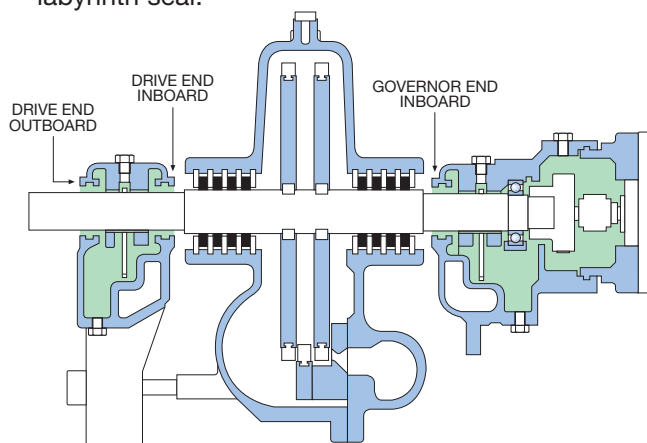 labyrinth seal.
DRIVE END
OUTBOARD
DRIVE END
INBOARD
GOVERNOR END
INBOARD